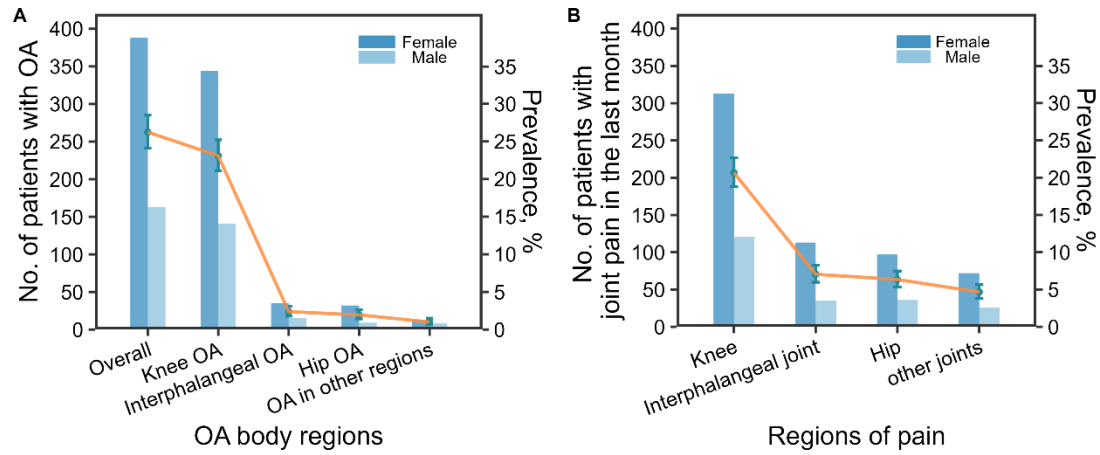 A
No. of patients with OA
400
350
300
250
200
150
100
50
0
Female
Male
35
30
25
20
15
10
5
0
Prevalence, %
Overall
Knee OA
Interphalangeal OA
Hip OA
OA in other regions
OA body regions
B
No. of patients with
joint pain in the last month
400
350
300
250
200
150
100
50
0
Female
Male
35
30
25
20
15
10
5
0
Prevalence, %
Knee
Interphalangeal joint
Hip
other joints
Regions of pain